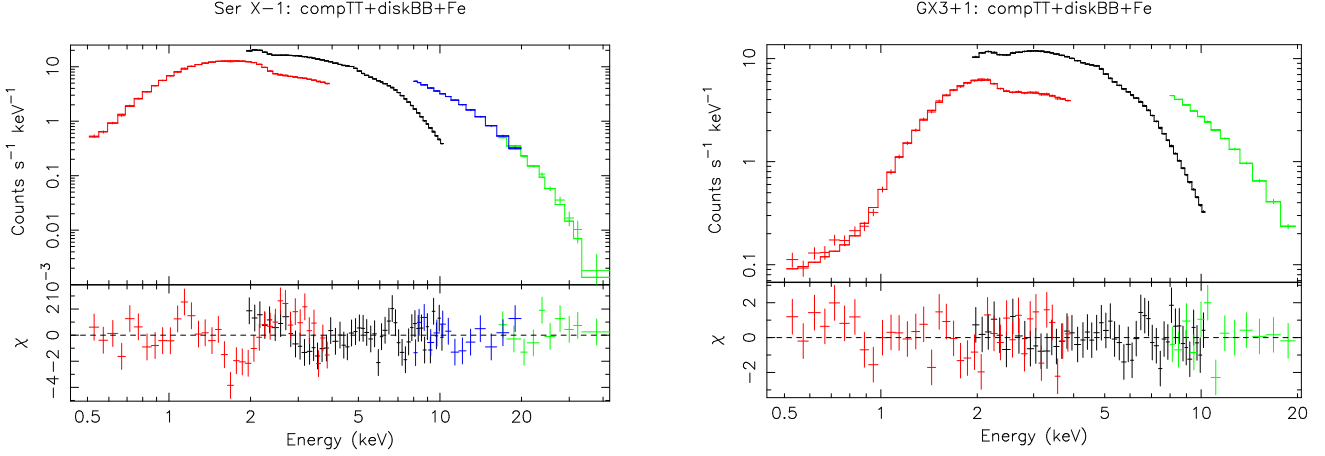 Ser X−1: compTT+diskBB+Fe
Counts s⁻¹ keV⁻¹
10
1
0.1
0.01
10⁻³
χ
2
0
−2
−4
0.5 1 2 5 10 20
Energy (keV)
GX3+1: compTT+diskBB+Fe
Counts s⁻¹ keV⁻¹
10
1
0.1
χ
2
0
−2
0.5 1 2 5 10 20
Energy (keV)